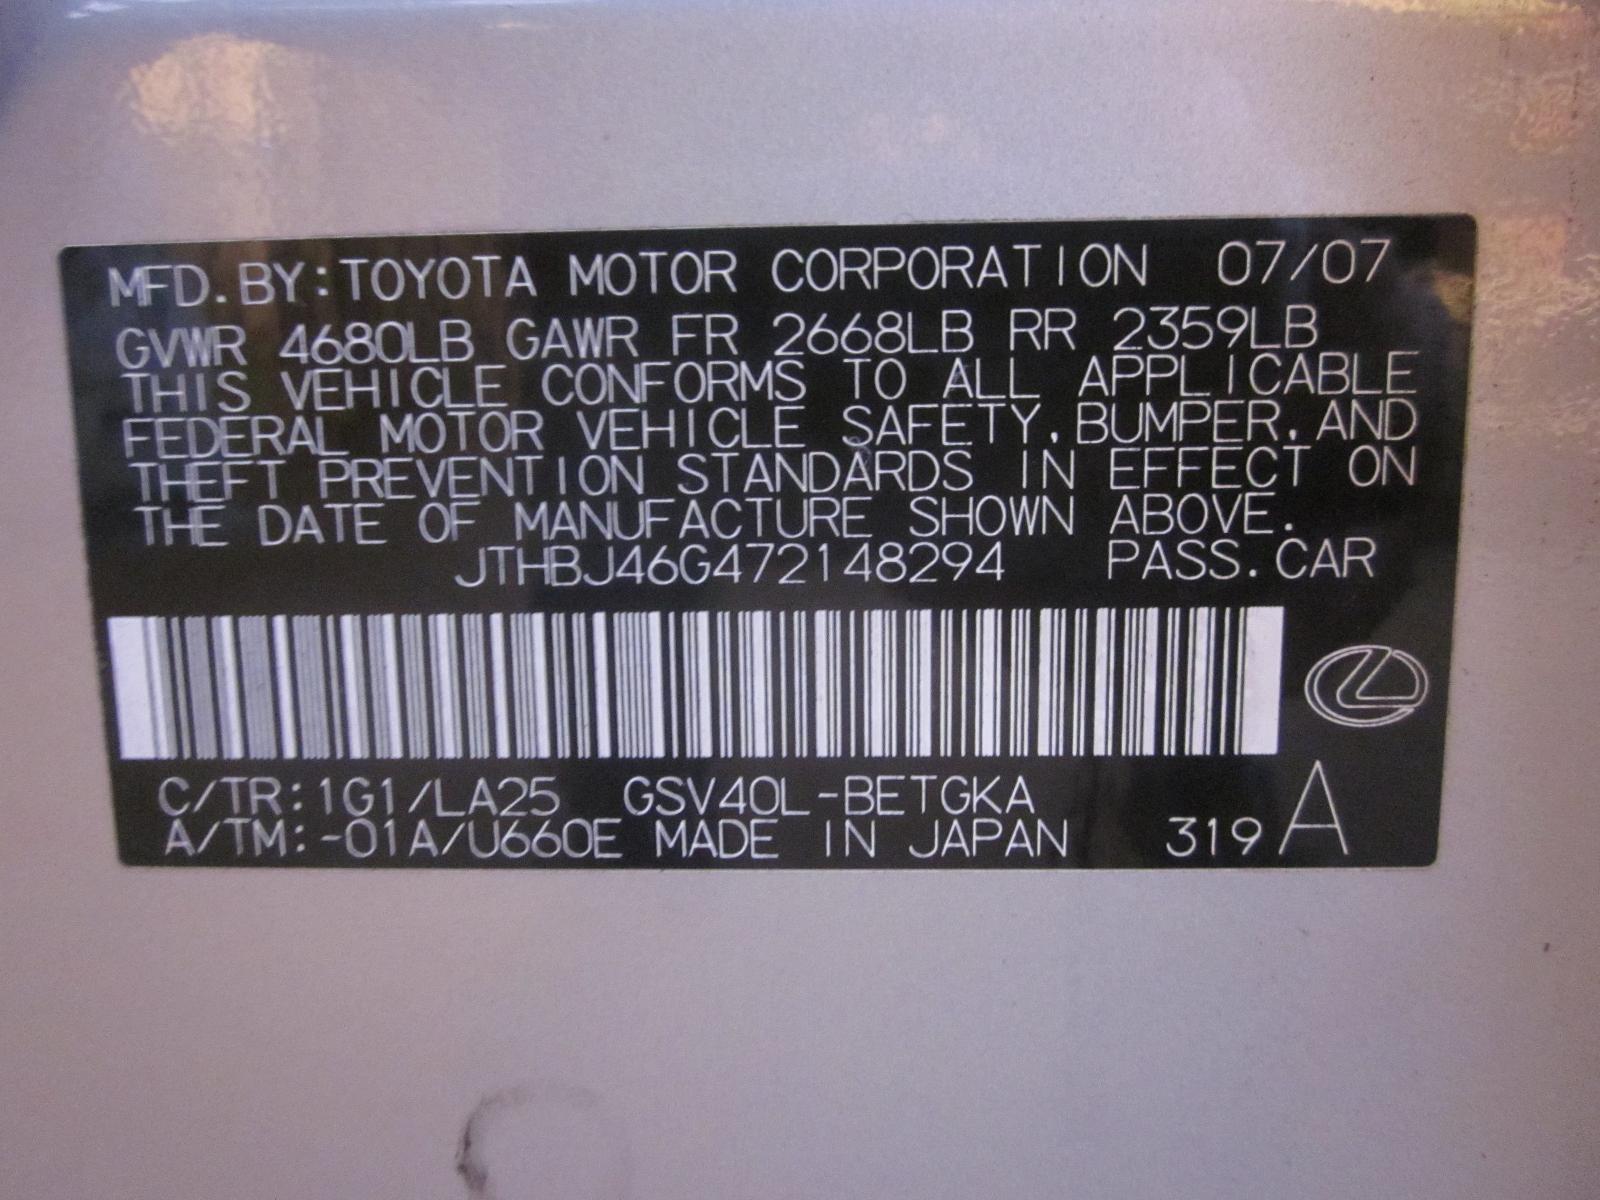 MFD. BY: TOYOTA MOTOR CORPORATION 07/07
GVWR 4680LB GAWR FR 2668LB RR 2359LB
THIS VEHICLE CONFORMS TO ALL APPLICABLE
FEDERAL MOTOR VEHICLE SAFETY, BUMPER, AND
THEFT PREVENTION STANDARDS IN EFFECT ON
THE DATE OF MANUFACTURE SHOWN ABOVE.
JTHBJ46G472148294 PASS. CAR
C/TR: 1G1/LA25 GSV40L-BETGKA
A/TM: -01A/U660E MADE IN JAPAN 319 A